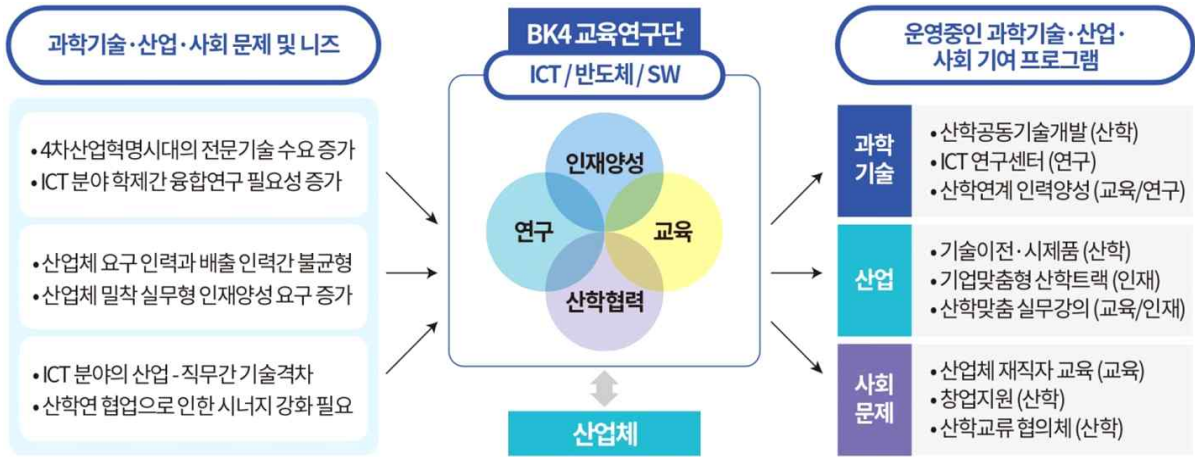 과학기술·산업·사회 문제 및 니즈
• 4차산업혁명시대의 전문기술 수요 증가
• ICT 분야 학제간 융합연구 필요성 증가
• 산업체 요구 인력과 배출 인력간 불균형
• 산업체 밀착 실무형 인재양성 요구 증가
• ICT 분야의 산업 - 직무간 기술격차
• 산학연 협업으로 인한 시너지 강화 필요
BK4 교육연구단
ICT / 반도체 / SW
인재양성
연구
교육
산학협력
산업체
운영중인 과학기술·산업·
사회 기여 프로그램
과학
기술
• 산학공동기술개발 (산학)
• ICT 연구센터 (연구)
• 산학연계 인력양성 (교육/연구)
산업
• 기술이전·시제품 (산학)
• 기업맞춤형 산학트랙 (인재)
• 산학맞춤 실무강의 (교육/인재)
사회
문제
• 산업체 재직자 교육 (교육)
• 창업지원 (산학)
• 산학교류 협의체 (산학)